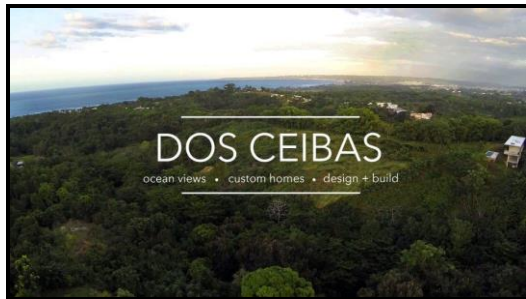 DOS CEIBAS
ocean views • custom homes • design + build